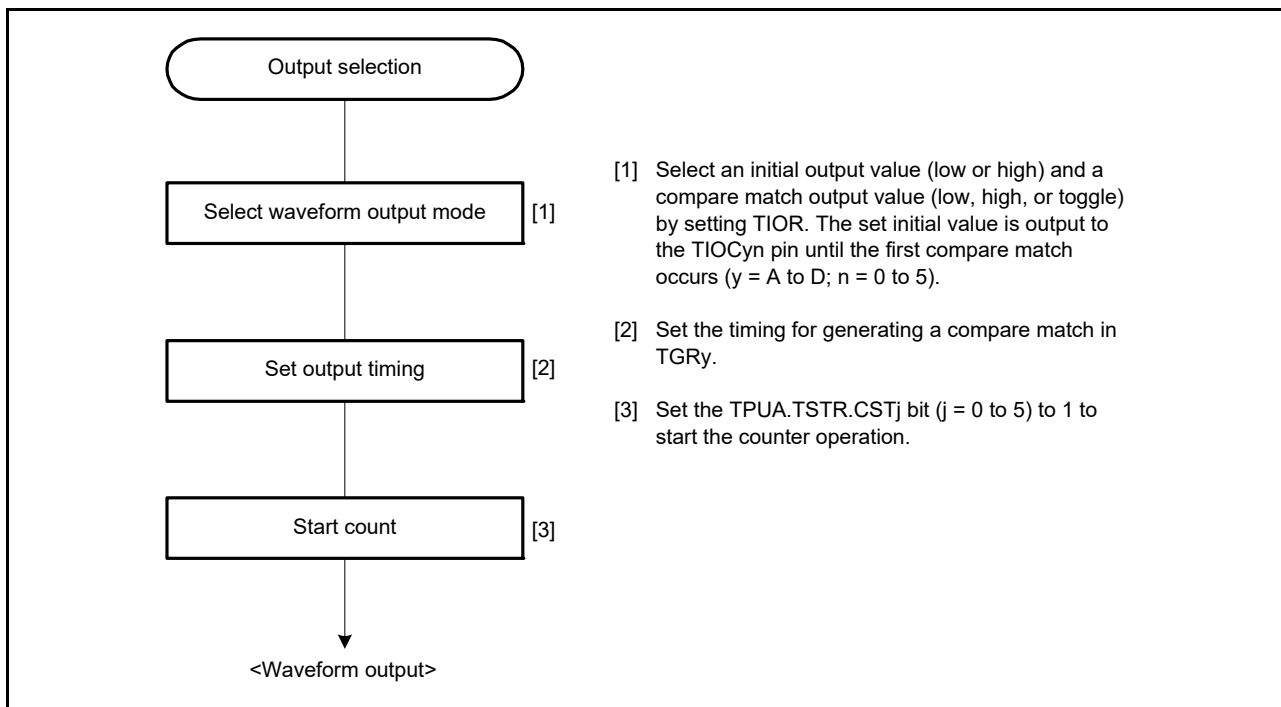 Output selection
Select waveform output mode [1]
Set output timing [2]
Start count [3]
<Waveform output>
[1] Select an initial output value (low or high) and a
compare match output value (low, high, or toggle)
by setting TIOR. The set initial value is output to
the TIOCyn pin until the first compare match
occurs (y = A to D; n = 0 to 5).
[2] Set the timing for generating a compare match in
TGRy.
[3] Set the TPUA.TSTR.CSTj bit (j = 0 to 5) to 1 to
start the counter operation.